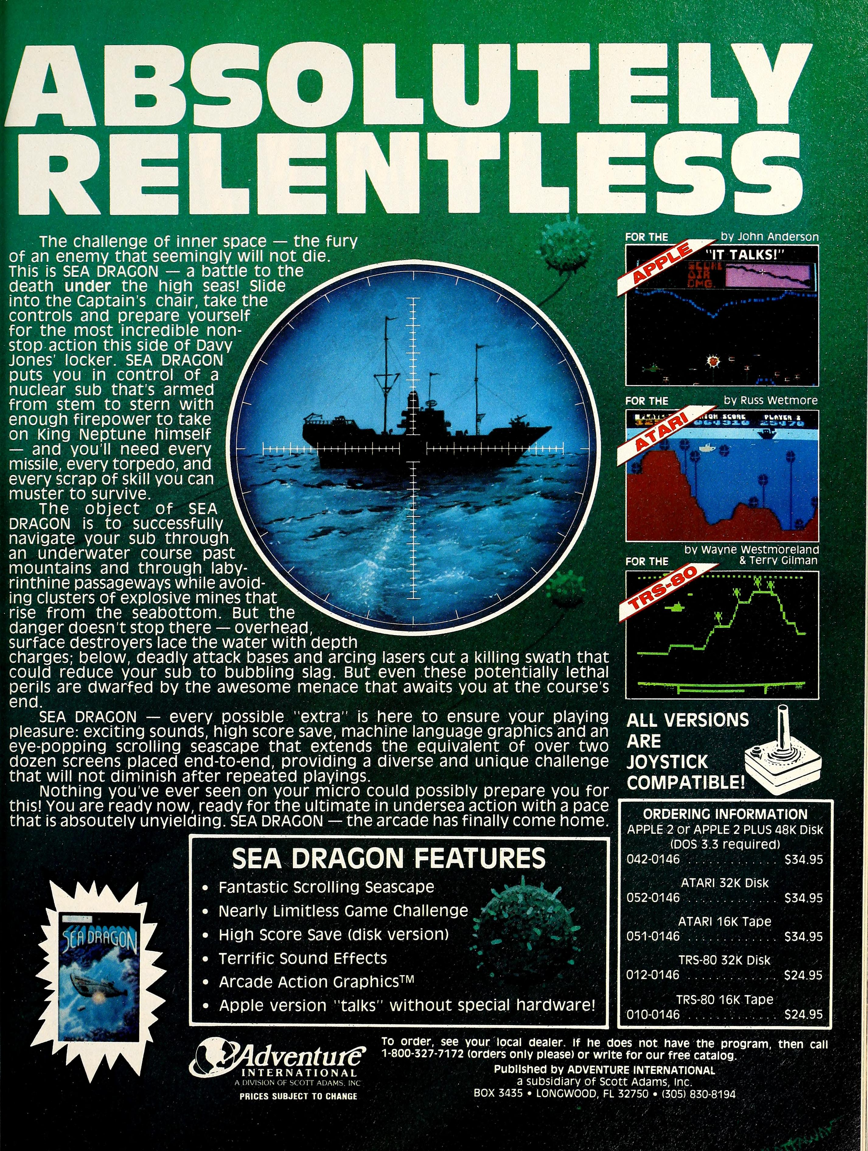 ABSOLUTELY
RELENTLESS
The challenge of inner space — the fury
of an enemy that seemingly will not die.
This is SEA DRAGON — a battle to the
death under the high seas! Slide
into the Captain's chair, take the
controls and prepare yourself
for the most incredible non-
stop action this side of Davy
Jones' locker. SEA DRAGON
puts you in control of a
nuclear sub that's armed
from stem to stern with
enough firepower to take
on King Neptune himself
— and you'll need every
missile, every torpedo, and
every scrap of skill you can
muster to survive.
The object of SEA
DRAGON is to successfully
navigate your sub through
an underwater course past
mountains and through laby-
rinthine passageways while avoid-
ing clusters of explosive mines that
rise from the seabottom. But the
danger doesn't stop there — overhead,
surface destroyers lace the water with depth
charges; below, deadly attack bases and arcing lasers cut a killing swath that
could reduce your sub to bubbling slag. But even these potentially lethal
perils are dwarfed by the awesome menace that awaits you at the course's
end.
SEA DRAGON — every possible "extra" is here to ensure your playing
pleasure: exciting sounds, high score save, machine language graphics and an
eye-popping scrolling seascape that extends the equivalent of over two
dozen screens placed end-to-end, providing a diverse and unique challenge
that will not diminish after repeated playings.
Nothing you've ever seen on your micro could possibly prepare you for
this! You are ready now, ready for the ultimate in undersea action with a pace
that is absoutely unyielding. SEA DRAGON — the arcade has finally come home.
FOR THE by John Anderson
APPLE
"IT TALKS!"
AIR
FOR THE by Russ Wetmore
ATARI
HIGH SCORE PLAYER
by Wayne Westmoreland
FOR THE & Terry Gilman
TRS-80
ALL VERSIONS
ARE
JOYSTICK
COMPATIBLE!
ORDERING INFORMATION
APPLE 2 or APPLE 2 PLUS 48K Disk
(DOS 3.3 required)
042-0146 . . . . . . . . . . . . . $34.95
ATARI 32K Disk
052-0146 . . . . . . . . . . . . . $34.95
ATARI 16K Tape
051-0146 . . . . . . . . . . . . . $34.95
TRS-80 32K Disk
012-0146 . . . . . . . . . . . . . $24.95
TRS-80 16K Tape
010-0146 . . . . . . . . . . . . . $24.95
SEA DRAGON FEATURES
• Fantastic Scrolling Seascape
• Nearly Limitless Game Challenge
• High Score Save (disk version)
• Terrific Sound Effects
• Arcade Action Graphics™
• Apple version "talks" without special hardware!
SEA DRAGON
Adventure
INTERNATIONAL
A DIVISION OF SCOTT ADAMS, INC
PRICES SUBJECT TO CHANGE
To order, see your local dealer. If he does not have the program, then call
1-800-327-7172 (orders only please) or write for our free catalog.
Published by ADVENTURE INTERNATIONAL
a subsidiary of Scott Adams, Inc.
BOX 3435 • LONGWOOD, FL 32750 • (305) 830-8194